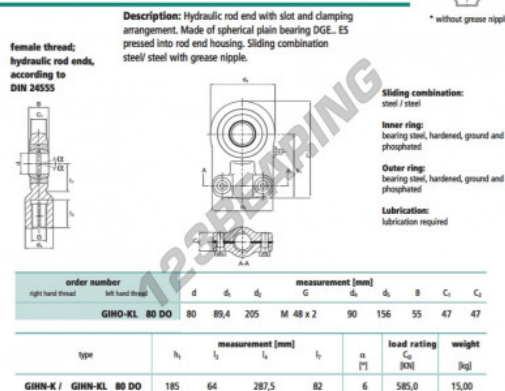 Description: Hydraulic rod end with slot and clamping
arrangement. Made of spherical plain bearing DGE.. ES
pressed into rod end housing. Sliding combination
steel/ steel with grease nipple.
* without grease nippl
female thread;
hydraulic rod ends,
according to
DIN 24555
Sliding combination:
steel / steel
Inner ring:
bearing steel, hardened, ground and
phosphated
Outer ring:
bearing steel, hardened, ground and
phosphated
Lubrication:
lubrication required
123BEARING
A-A
order number measurement [mm]
right hand thread left hand thread d d₁ d₂ G d₄ d₅ B C₁ C₂
GIHO-KL 80 DO 80 89,4 205 M 48 x 2 90 156 55 47 47
measurement [mm] load rating weight
type h₁ l₃ l₄ l₇ α C₀
[°] [KN] [kg]
GIHN-K / GIHN-KL 80 DO 185 64 287,5 82 6 585,0 15,00